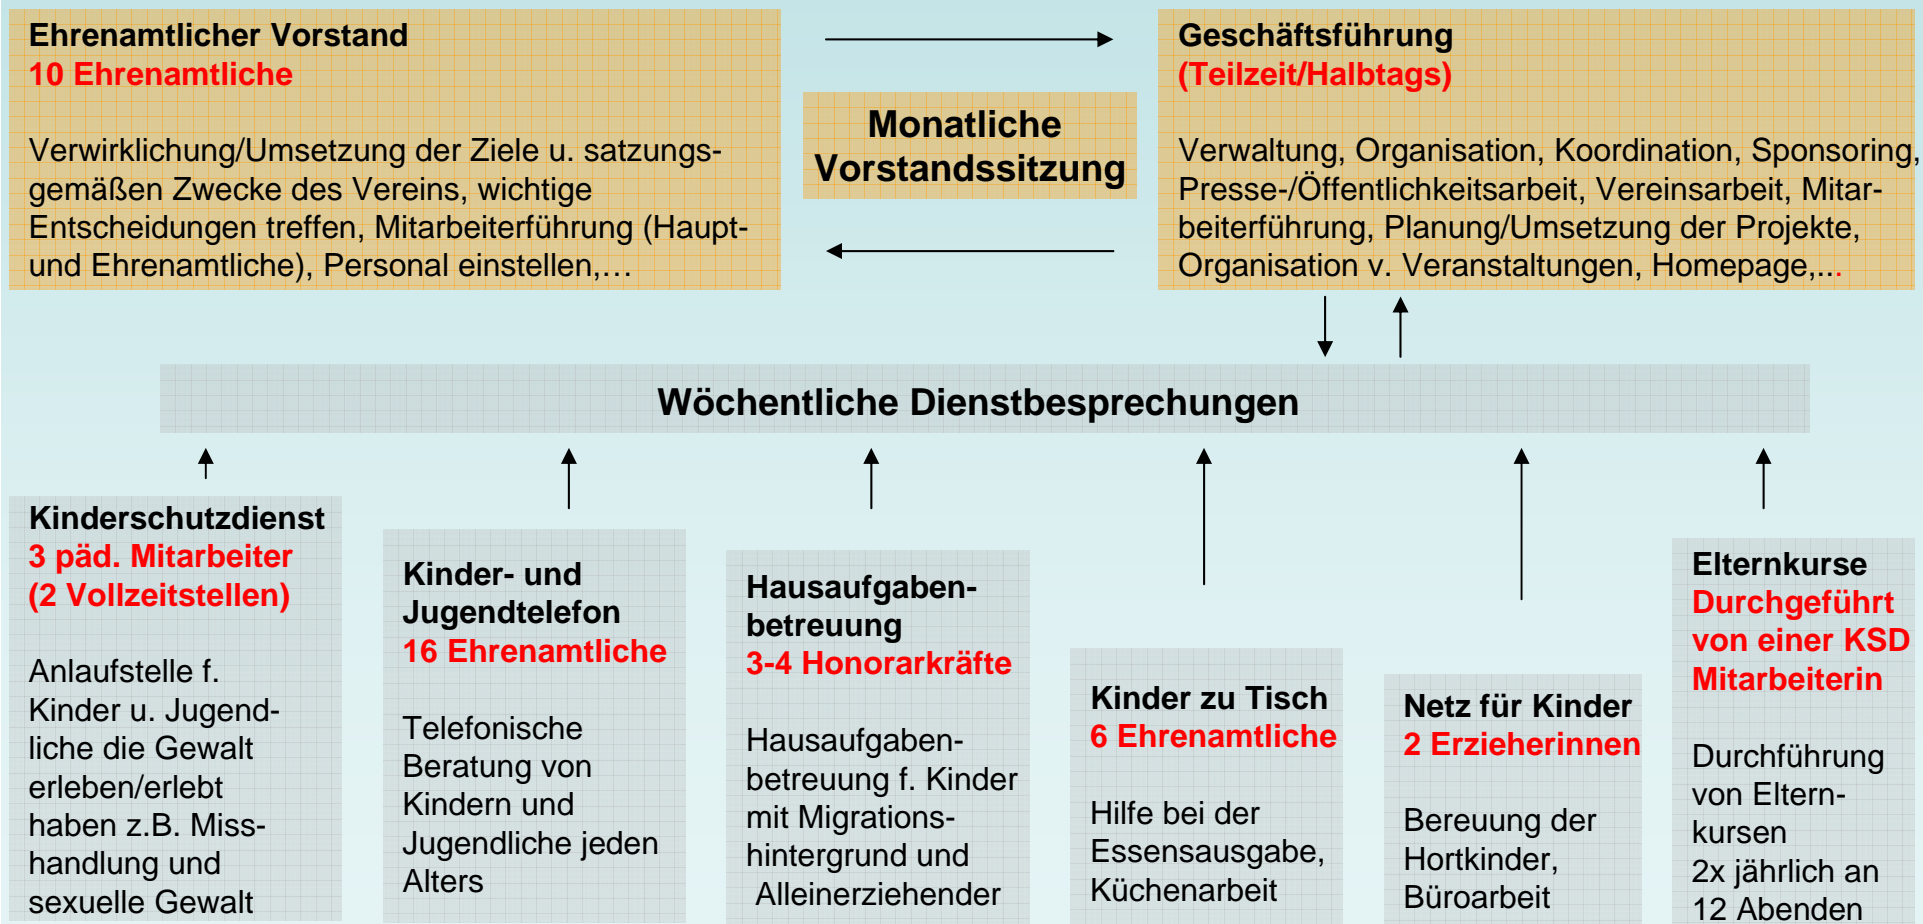 Ehrenamtlicher Vorstand
10 Ehrenamtliche
Verwirklichung/Umsetzung der Ziele u. satzungs-
gemäßen Zwecke des Vereins, wichtige
Entscheidungen treffen, Mitarbeiterführung (Haupt-
und Ehrenamtliche), Personal einstellen,…
Monatliche
Vorstandssitzung
Geschäftsführung
(Teilzeit/Halbtags)
Verwaltung, Organisation, Koordination, Sponsoring,
Presse-/Öffentlichkeitsarbeit, Vereinsarbeit, Mitar-
beiterführung, Planung/Umsetzung der Projekte,
Organisation v. Veranstaltungen, Homepage,...
Wöchentliche Dienstbesprechungen
Kinderschutzdienst
3 päd. Mitarbeiter
(2 Vollzeitstellen)
Anlaufstelle f.
Kinder u. Jugend-
liche die Gewalt
erleben/erlebt
haben z.B. Miss-
handlung und
sexuelle Gewalt
Kinder- und
Jugendtelefon
16 Ehrenamtliche
Telefonische
Beratung von
Kindern und
Jugendliche jeden
Alters
Hausaufgaben-
betreuung
3-4 Honorarkräfte
Hausaufgaben-
betreuung f. Kinder
mit Migrations-
hintergrund und
Alleinerziehender
Kinder zu Tisch
6 Ehrenamtliche
Hilfe bei der
Essensausgabe,
Küchenarbeit
Netz für Kinder
2 Erzieherinnen
Bereuung der
Hortkinder,
Büroarbeit
Elternkurse
Durchgeführt
von einer KSD
Mitarbeiterin
Durchführung
von Eltern-
kursen
2x jährlich an
12 Abenden